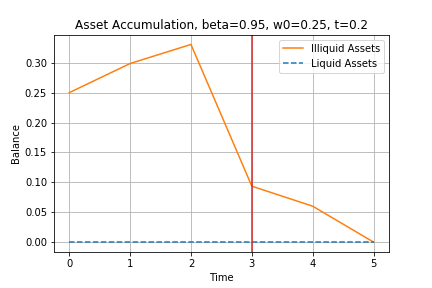 Asset Accumulation, beta=0.95, w0=0.25, t=0.2
Illiquid Assets
Liquid Assets
Balance
0.30
0.25
0.20
0.15
0.10
0.05
0.00
0 1 2 3 4 5
Time